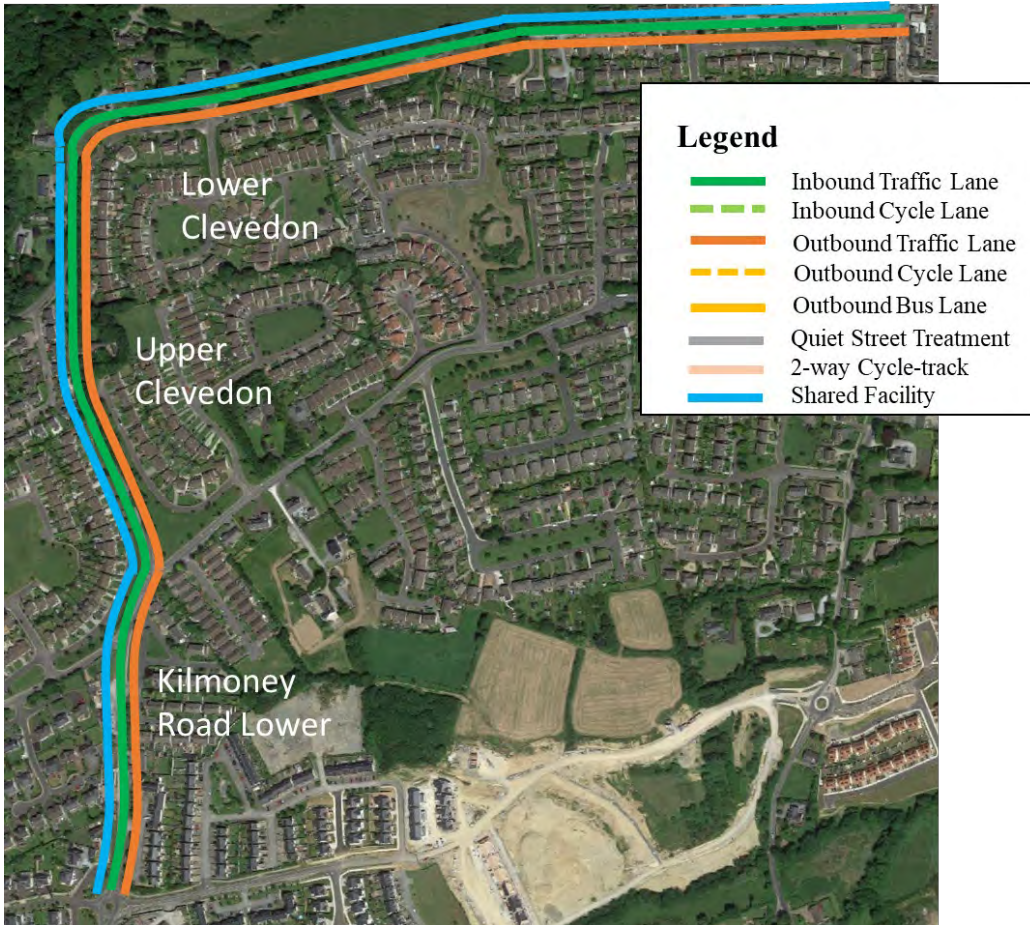 Legend
Inbound Traffic Lane
Inbound Cycle Lane
Outbound Traffic Lane
Outbound Cycle Lane
Outbound Bus Lane
Quiet Street Treatment
2-way Cycle-track
Shared Facility
Lower
Clevedon
Upper
Clevedon
Kilmoney
Road Lower